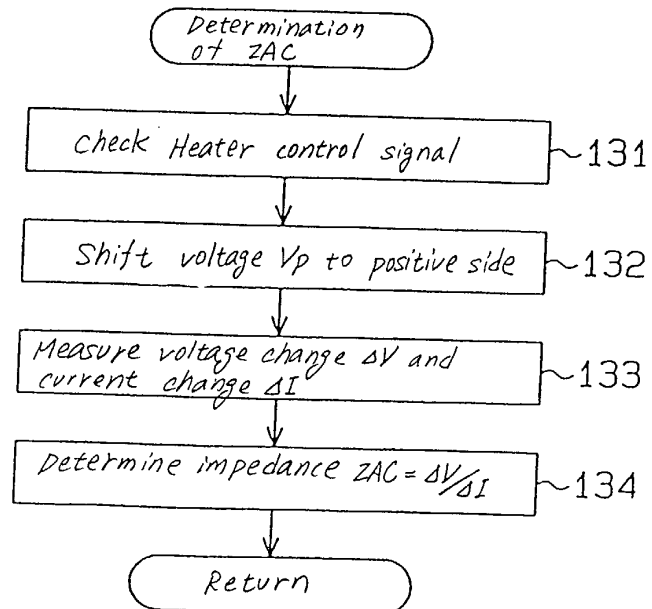 Determination
of ZAC
Check Heater control signal
131
Shift voltage Vp to positive side
132
Measure voltage change ΔV and
current change ΔI
133
Determine impedance ZAC = ΔV/ΔI
134
Return